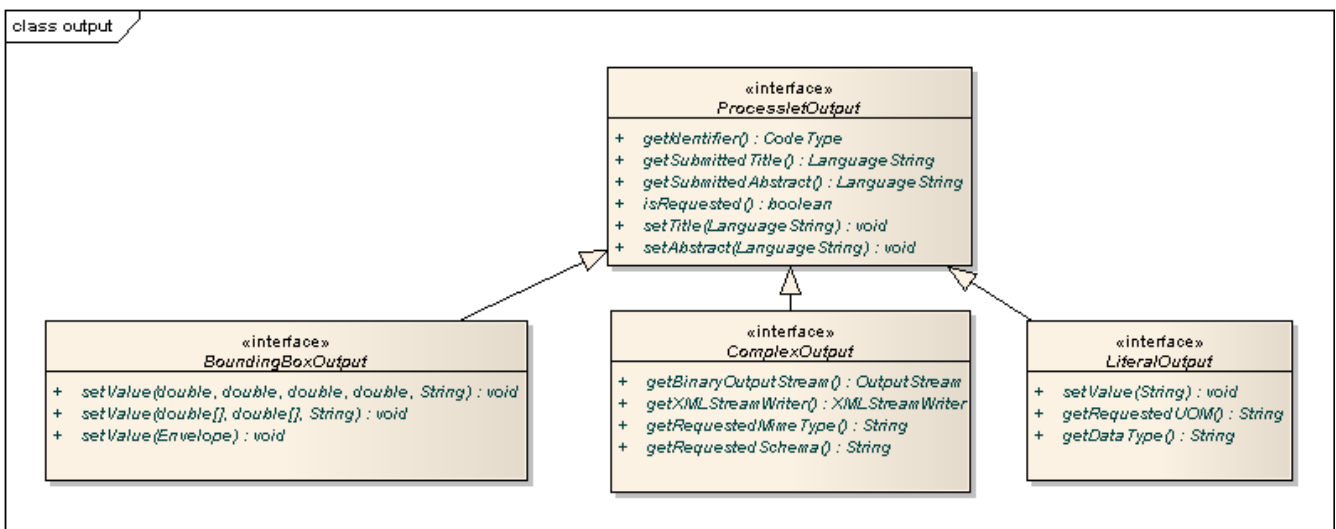 class output
«interface»
ProcessletOutput
+ getIdentifier() : CodeType
+ getSubmittedTitle() : LanguageString
+ getSubmittedAbstract() : LanguageString
+ isRequested() : boolean
+ setTitle(LanguageString) : void
+ setAbstract(LanguageString) : void
«interface»
BoundingBoxOutput
+ setValue(double, double, double, double, String) : void
+ setValue(double[], double[], String) : void
+ setValue(Envelope) : void
«interface»
ComplexOutput
+ getBinaryOutputStream() : OutputStream
+ getXMLStreamWriter() : XMLStreamWriter
+ getRequestedMimeType() : String
+ getRequestedSchema() : String
«interface»
LiteralOutput
+ setValue(String) : void
+ getRequestedUOM() : String
+ getDataType() : String